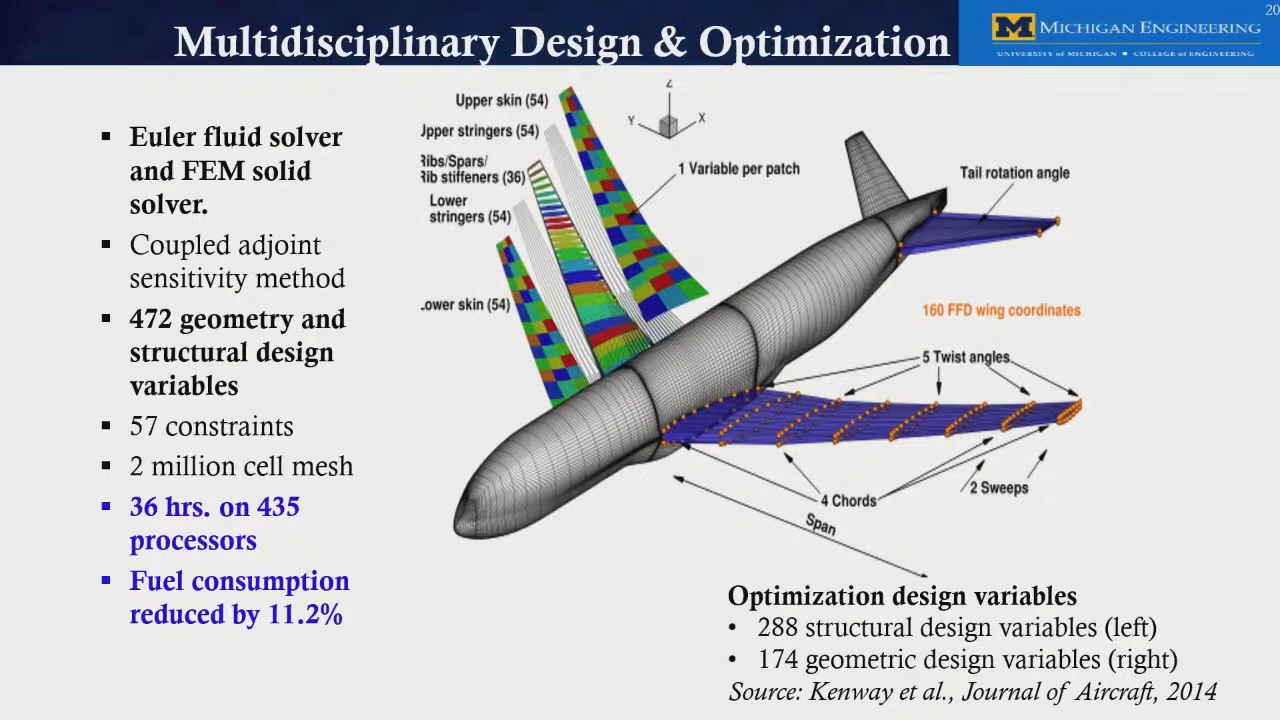 20
Multidisciplinary Design & Optimization
MICHIGAN ENGINEERING
UNIVERSITY of MICHIGAN ▪ COLLEGE of ENGINEERING
▪ Euler fluid solver
and FEM solid
solver.
▪ Coupled adjoint
sensitivity method
▪ 472 geometry and
structural design
variables
▪ 57 constraints
▪ 2 million cell mesh
▪ 36 hrs. on 435
processors
▪ Fuel consumption
reduced by 11.2%
Upper skin (54)
Upper stringers (54)
Ribs/Spars/
Rib stiffeners (36)
Lower
stringers (54)
Lower skin (54)
Z
Y
X
1 Variable per patch
Tail rotation angle
160 FFD wing coordinates
5 Twist angles
4 Chords
2 Sweeps
Span
Optimization design variables
• 288 structural design variables (left)
• 174 geometric design variables (right)
Source: Kenway et al., Journal of Aircraft, 2014